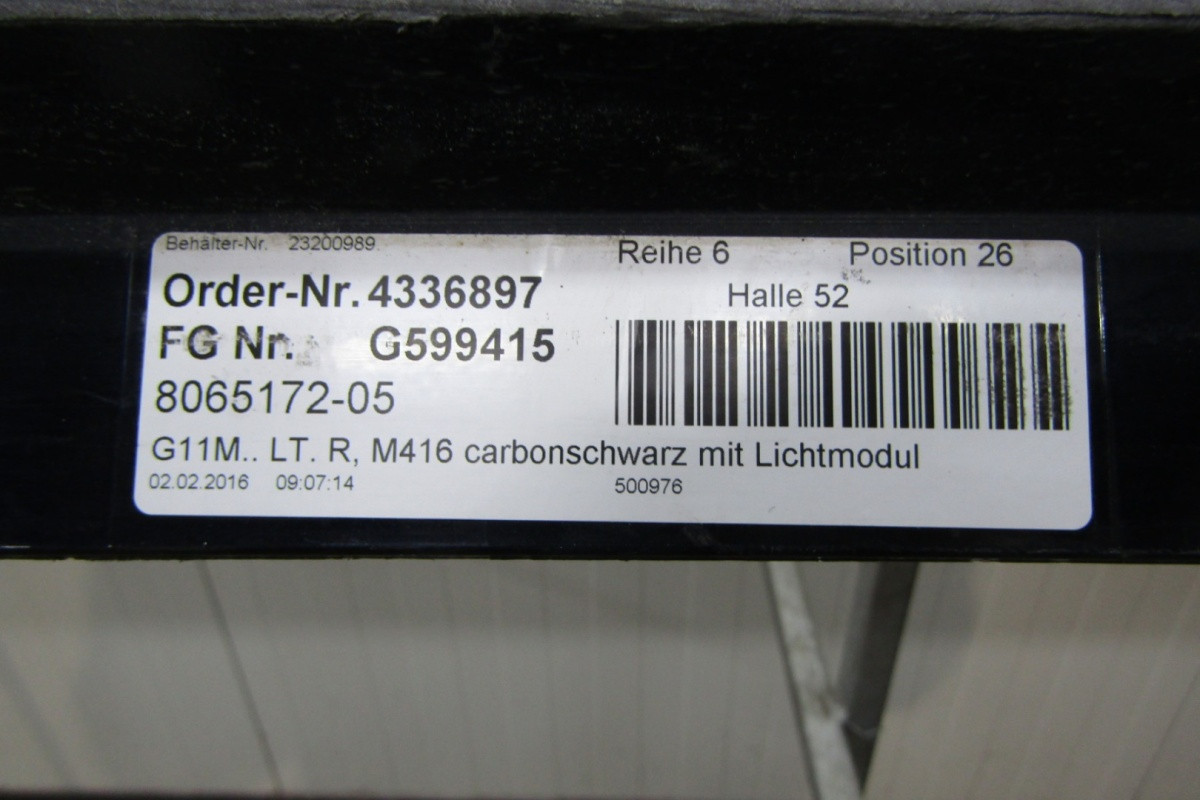 Behälter-Nr. 23200989
Reihe 6 Position 26
Order-Nr. 4336897
Halle 52
FG Nr. G599415
8065172-05
G11M.. LT. R, M416 carbonschwarz mit Lichtmodul
02.02.2016 09:07:14
500976